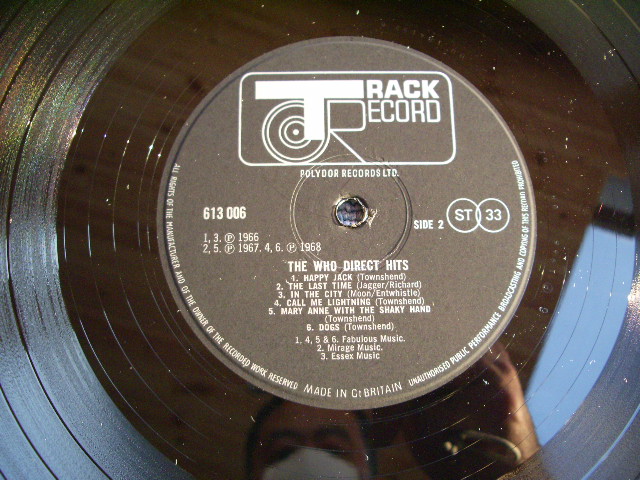 TRACK
RECORD
POLYDOR RECORDS LTD.
613 006
SIDE 2
ST 33
1, 3. ℗ 1966
2, 5. ℗ 1967. 4, 6. ℗ 1968
THE WHO DIRECT HITS
1. HAPPY JACK (Townshend)
2. THE LAST TIME (Jagger/Richard)
3. IN THE CITY (Moon/Entwhistle)
4. CALL ME LIGHTNING (Townshend)
5. MARY ANNE WITH THE SHAKY HAND
(Townshend)
6. DOGS (Townshend)
1. 4, 5 & 6. Fabulous Music.
2. Mirage Music.
3. Essex Music
ALL RIGHTS OF THE MANUFACTURER AND OF THE OWNER OF THE RECORDED WORK RESERVED
MADE IN Gt BRITAIN
UNAUTHORISED PUBLIC PERFORMANCE BROADCASTING AND COPYING OF THIS RECORD PROHIBITED